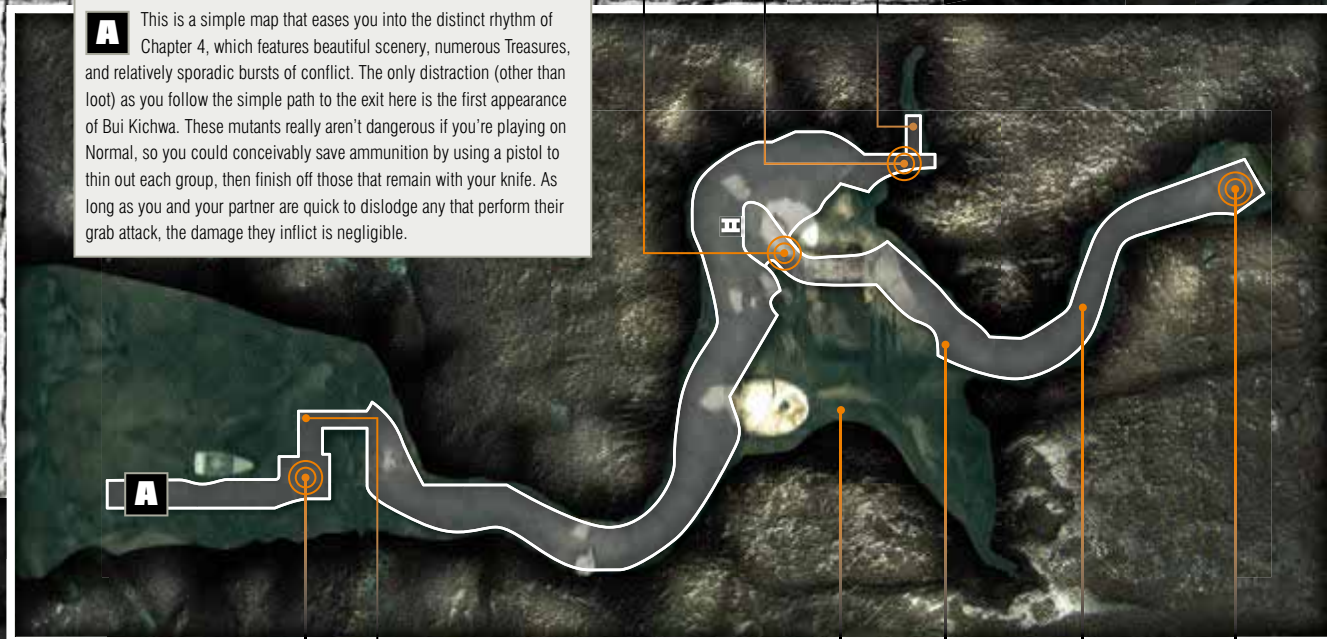 A This is a simple map that eases you into the distinct rhythm of
Chapter 4, which features beautiful scenery, numerous Treasures,
and relatively sporadic bursts of conflict. The only distraction (other than
loot) as you follow the simple path to the exit here is the first appearance
of Bui Kichwa. These mutants really aren't dangerous if you're playing on
Normal, so you could conceivably save ammunition by using a pistol to
thin out each group, then finish off those that remain with your knife. As
long as you and your partner are quick to dislodge any that perform their
grab attack, the damage they inflict is negligible.
A